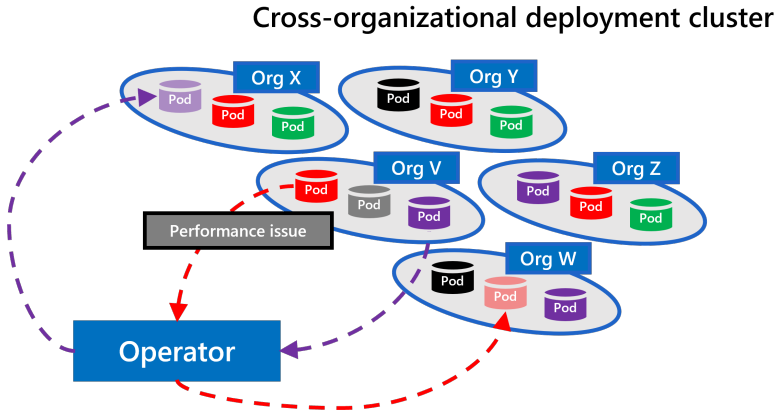 Cross-organizational deployment cluster
Org X
Pod
Pod
Pod
Org Y
Pod
Pod
Pod
Org V
Pod
Pod
Pod
Org Z
Pod
Pod
Pod
Performance issue
Org W
Pod
Pod
Pod
Operator